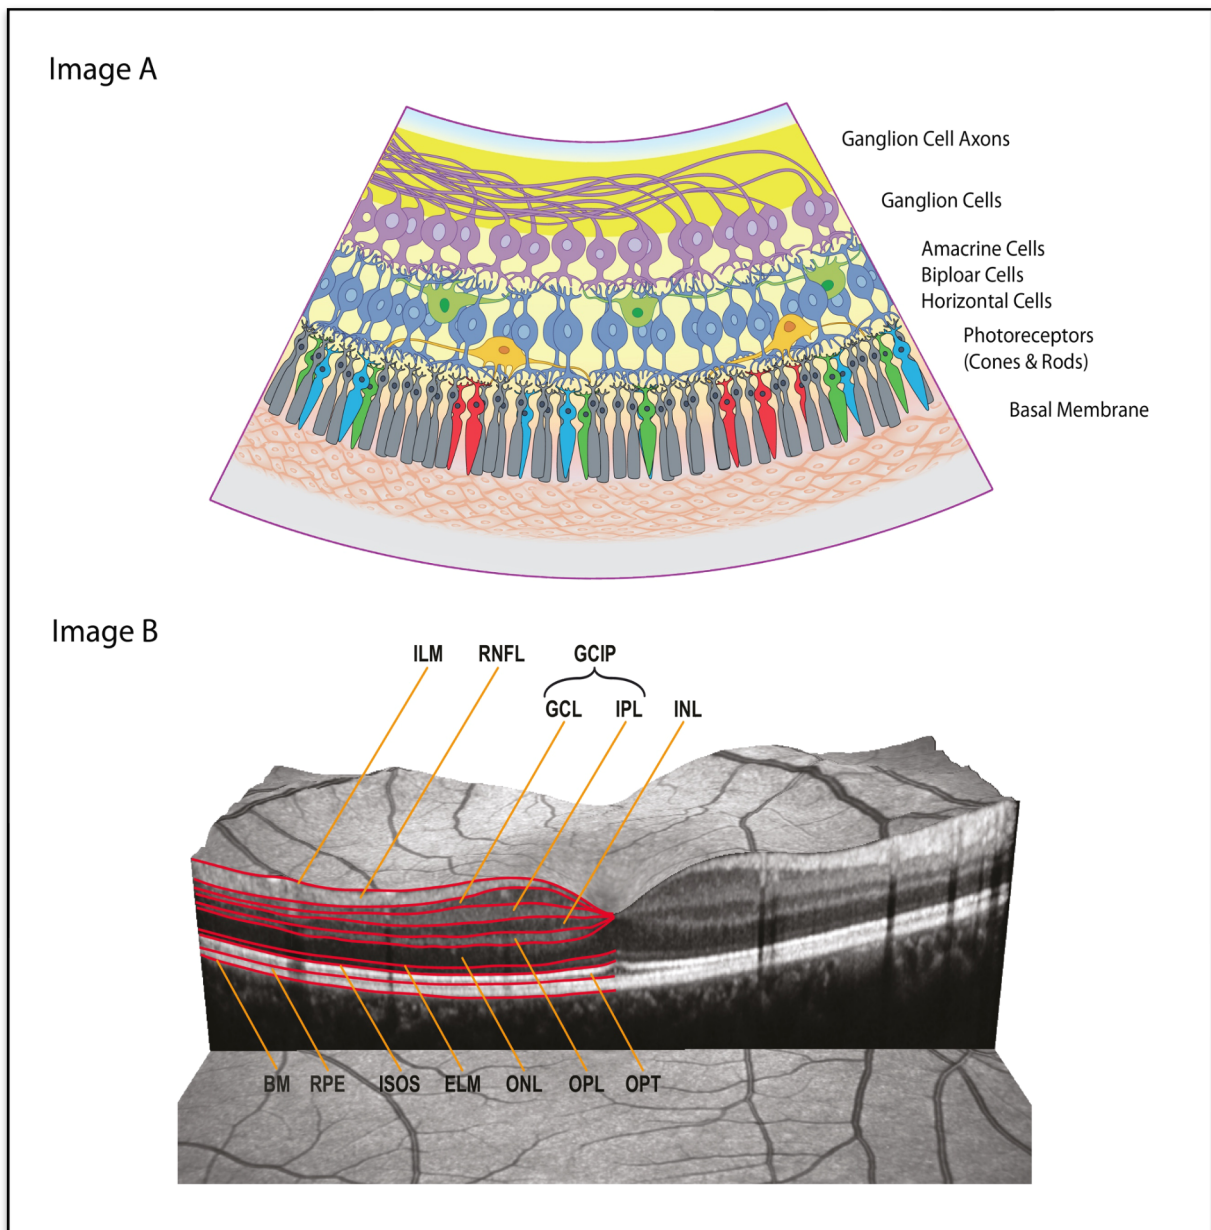 Image A
Ganglion Cell Axons
Ganglion Cells
Amacrine Cells
Biploar Cells
Horizontal Cells
Photoreceptors
(Cones & Rods)
Basal Membrane
Image B
ILM RNFL GCIP
GCL IPL INL
BM RPE ISOS ELM ONL OPL OPT